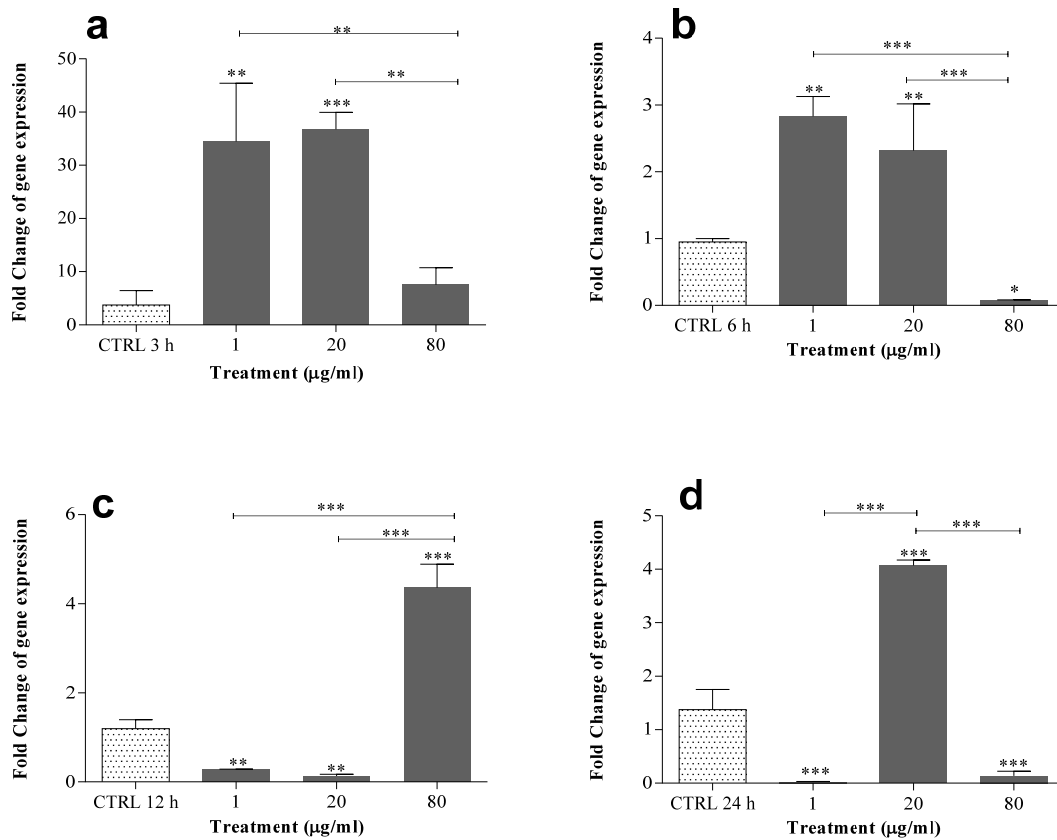 a
**
50
**
**
40
***
30
20
10
0
Fold Change of gene expression
CTRL 3 h 1 20 80
Treatment (μg/ml)
b
4
***
***
3
**
**
2
1
*
0
Fold Change of gene expression
CTRL 6 h 1 20 80
Treatment (μg/ml)
c
6
***
***
***
4
2
**
**
0
Fold Change of gene expression
CTRL 12 h 1 20 80
Treatment (μg/ml)
d
5
***
***
***
4
3
2
1
***
***
0
Fold Change of gene expression
CTRL 24 h 1 20 80
Treatment (μg/ml)